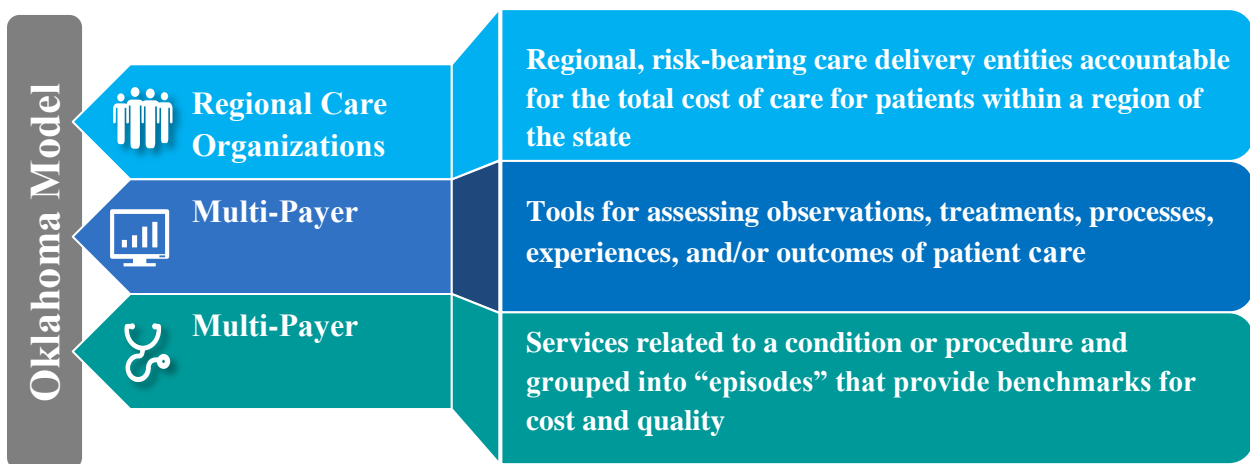 Oklahoma Model
Regional Care
Organizations
Regional, risk-bearing care delivery entities accountable
for the total cost of care for patients within a region of
the state
Multi-Payer
Tools for assessing observations, treatments, processes,
experiences, and/or outcomes of patient care
Multi-Payer
Services related to a condition or procedure and
grouped into “episodes” that provide benchmarks for
cost and quality